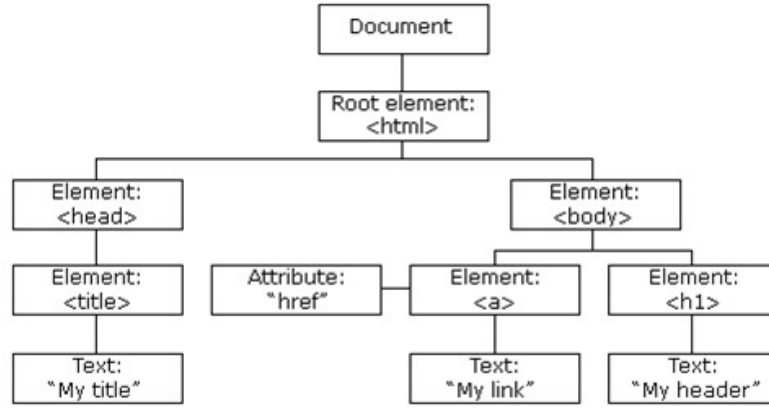 Document
Root element:
<html>
Element:
<head>
Element:
<body>
Element:
<title>
Attribute:
“href”
Element:
<a>
Element:
<h1>
Text:
“My title”
Text:
“My link”
Text:
“My header”